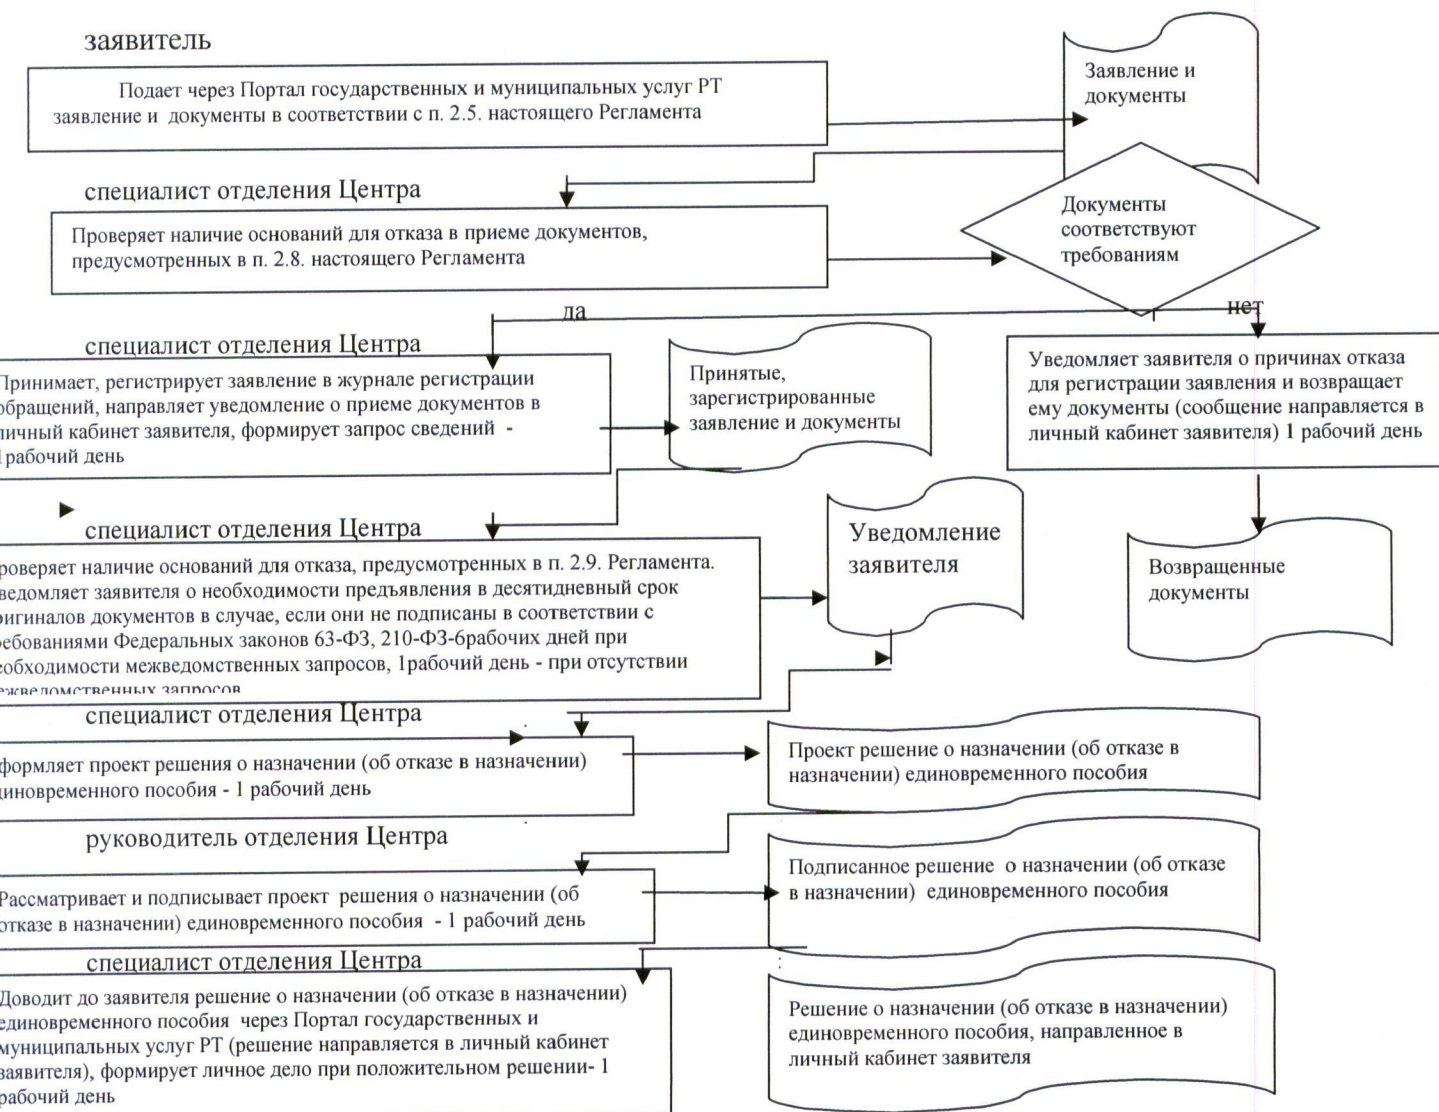 заявитель
Подает через Портал государственных и муниципальных услуг РТ
заявление и документы в соответствии с п. 2.5. настоящего Регламента
Заявление и
документы
специалист отделения Центра
Проверяет наличие оснований для отказа в приеме документов,
предусмотренных в п. 2.8. настоящего Регламента
Документы
соответствуют
требованиям
да
нет
специалист отделения Центра
Принимает, регистрирует заявление в журнале регистрации
обращений, направляет уведомление о приеме документов в
личный кабинет заявителя, формирует запрос сведений -
1рабочий день
Принятые,
зарегистрированные
заявление и документы
Уведомляет заявителя о причинах отказа
для регистрации заявления и возвращает
ему документы (сообщение направляется в
личный кабинет заявителя) 1 рабочий день
специалист отделения Центра
роверяет наличие оснований для отказа, предусмотренных в п. 2.9. Регламента.
ведомляет заявителя о необходимости предъявления в десятидневный срок
ригиналов документов в случае, если они не подписаны в соответствии с
ребованиями Федеральных законов 63-ФЗ, 210-ФЗ-6рабочих дней при
еобходимости межведомственных запросов, 1рабочий день - при отсутствии
ежведомственных запросов
Уведомление
заявителя
Возвращенные
документы
специалист отделения Центра
формляет проект решения о назначении (об отказе в назначении)
диновременного пособия - 1 рабочий день
Проект решение о назначении (об отказе в
назначении) единовременного пособия
руководитель отделения Центра
Рассматривает и подписывает проект решения о назначении (об
отказе в назначении) единовременного пособия - 1 рабочий день
Подписанное решение о назначении (об отказе
в назначении) единовременного пособия
специалист отделения Центра
Доводит до заявителя решение о назначении (об отказе в назначении)
единовременного пособия через Портал государственных и
муниципальных услуг РТ (решение направляется в личный кабинет
заявителя), формирует личное дело при положительном решении- 1
рабочий день
Решение о назначении (об отказе в назначении)
единовременного пособия, направленное в
личный кабинет заявителя